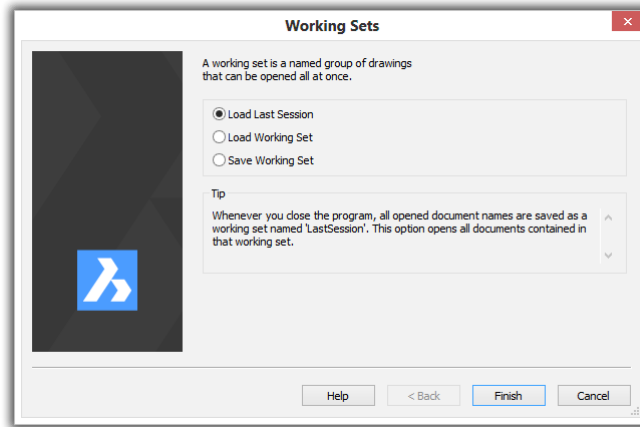 Working Sets
A working set is a named group of drawings
that can be opened all at once.
Load Last Session
Load Working Set
Save Working Set
Tip
Whenever you close the program, all opened document names are saved as a
working set named 'LastSession'. This option opens all documents contained in
that working set.
Help
< Back
Finish
Cancel